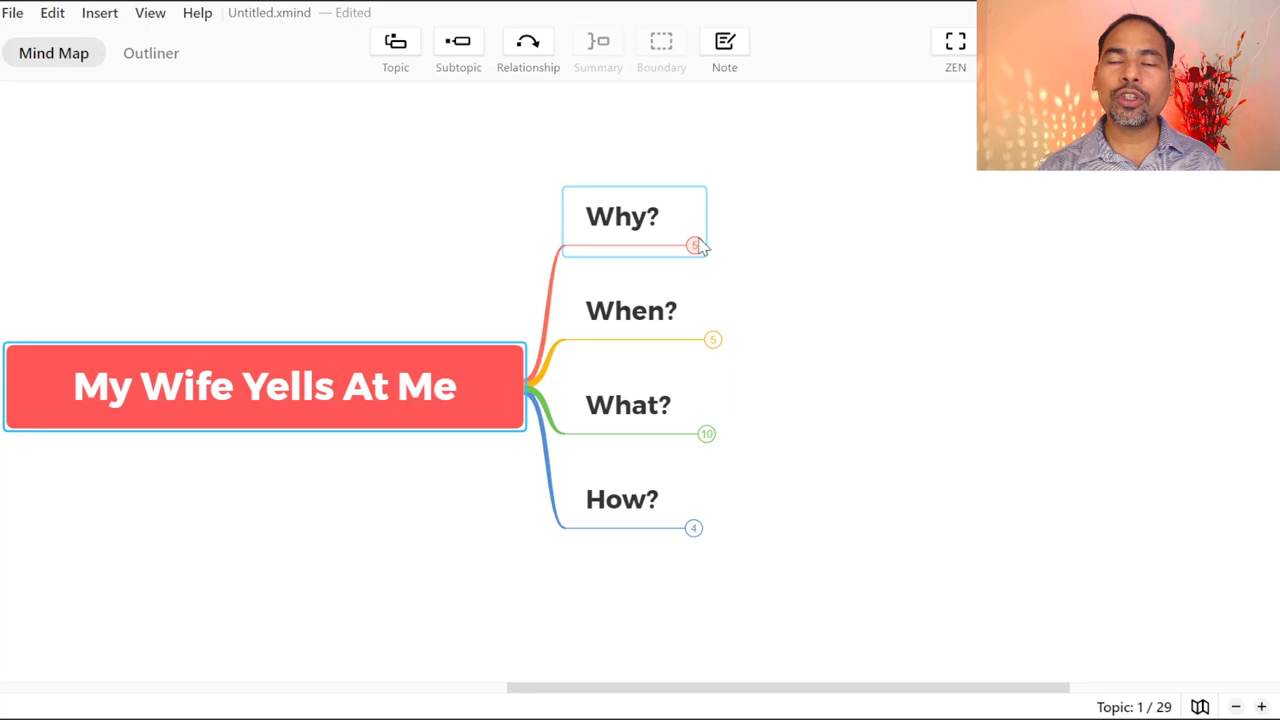 File Edit Insert View Help Untitled.xmind — Edited
Mind Map Outliner
Topic Subtopic Relationship Summary Boundary Note ZEN
Why?
5
When?
5
My Wife Yells At Me
What?
10
How?
4
Topic: 1 / 29